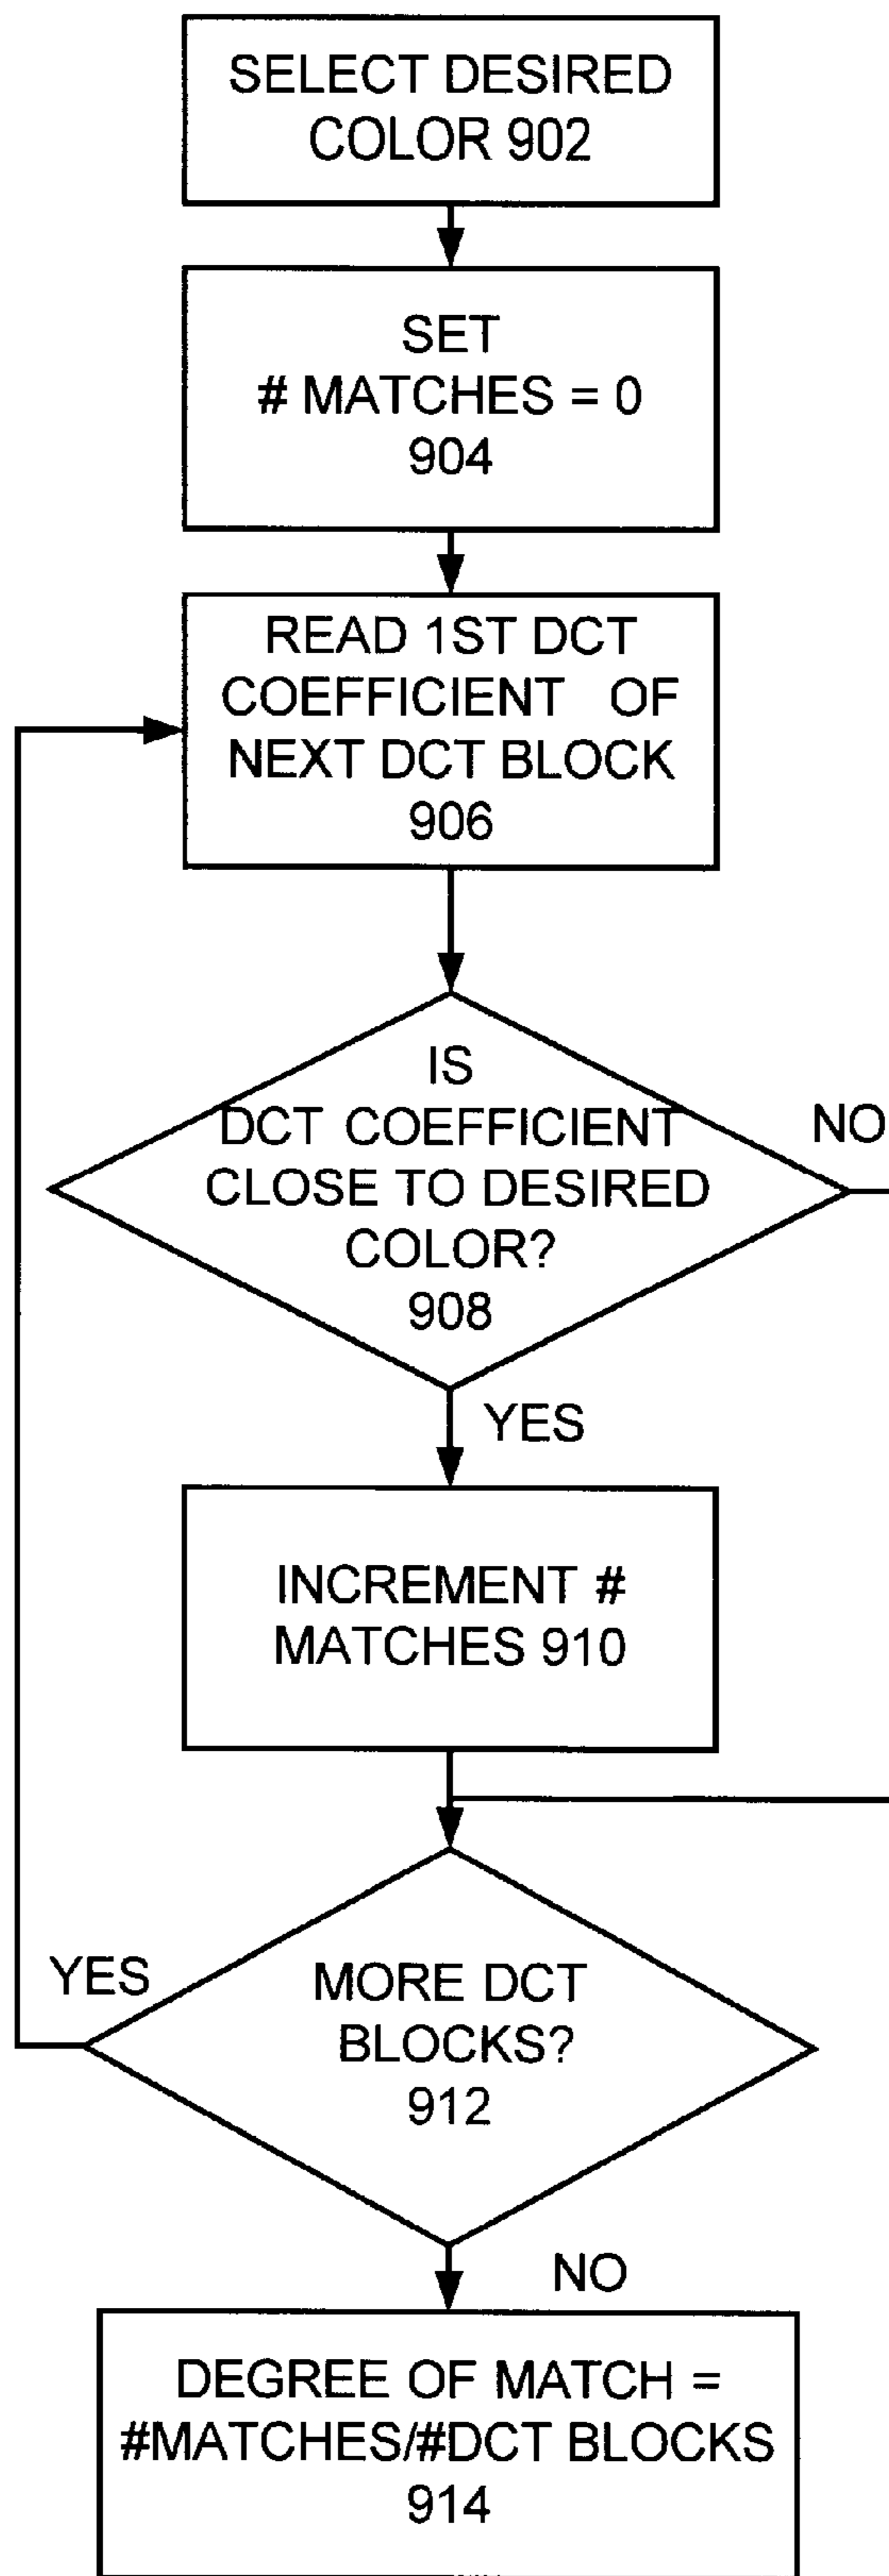 SELECT DESIRED
COLOR 902
SET
# MATCHES = 0
904
READ 1ST DCT
COEFFICIENT OF
NEXT DCT BLOCK
906
IS
DCT COEFFICIENT
CLOSE TO DESIRED
COLOR?
908
NO
YES
INCREMENT #
MATCHES 910
YES
MORE DCT
BLOCKS?
912
NO
DEGREE OF MATCH =
#MATCHES/#DCT BLOCKS
914